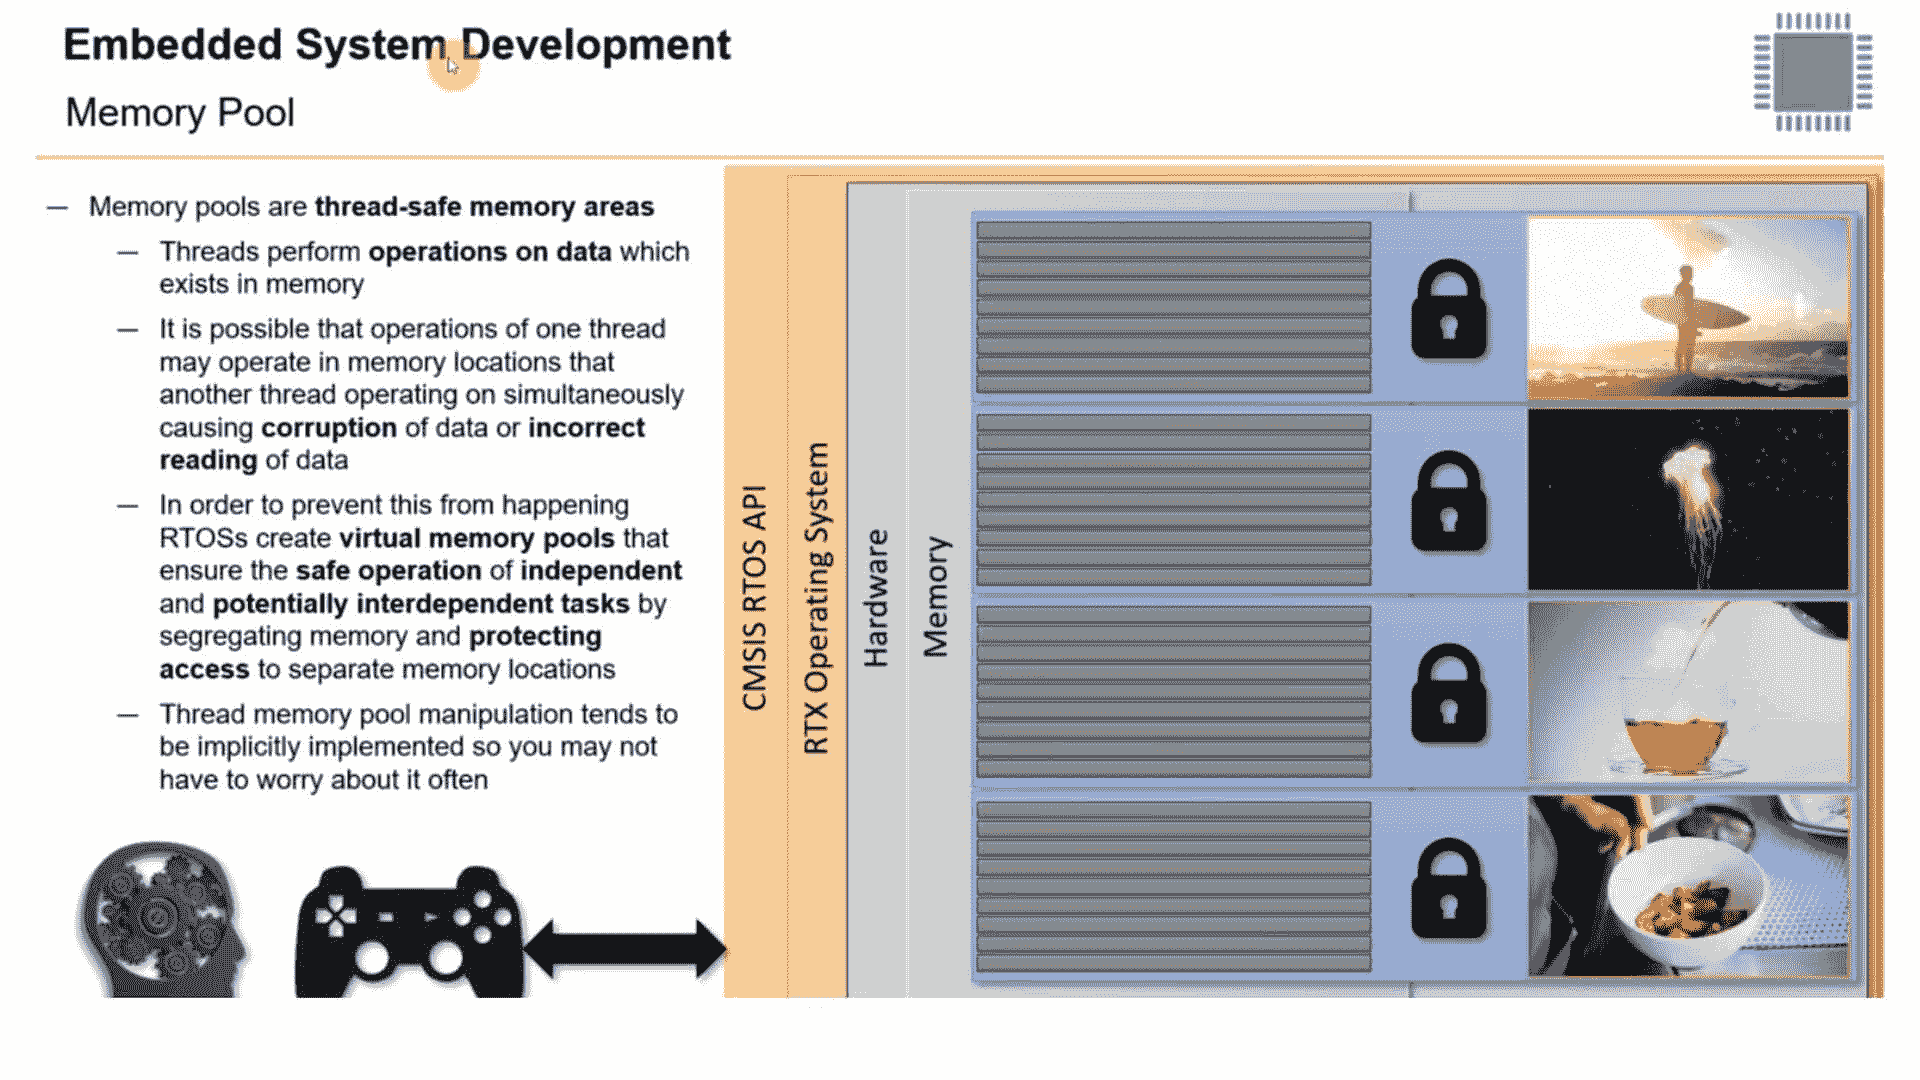 Embedded System Development
Memory Pool
— Memory pools are thread-safe memory areas
— Threads perform operations on data which
exists in memory
— It is possible that operations of one thread
may operate in memory locations that
another thread operating on simultaneously
causing corruption of data or incorrect
reading of data
— In order to prevent this from happening
RTOSs create virtual memory pools that
ensure the safe operation of independent
and potentially interdependent tasks by
segregating memory and protecting
access to separate memory locations
— Thread memory pool manipulation tends to
be implicitly implemented so you may not
have to worry about it often
CMSIS RTOS API
RTX Operating System
Hardware
Memory